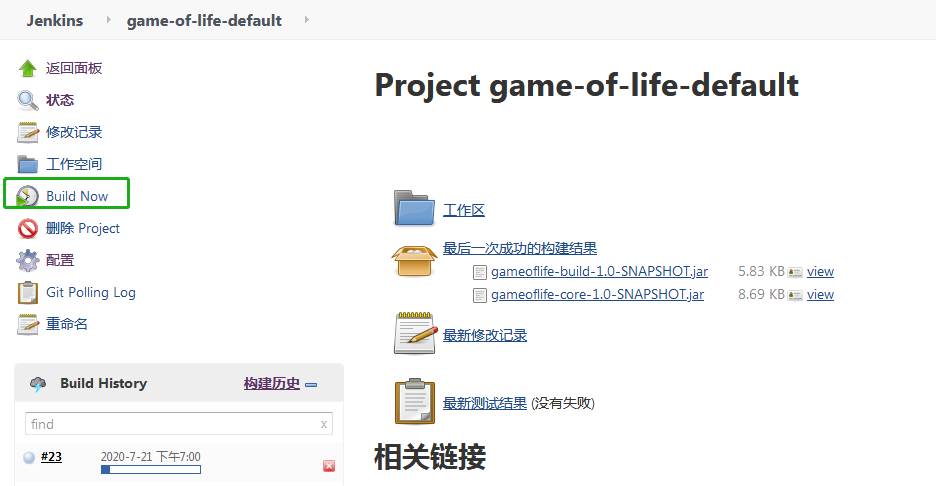 Jenkins game-of-life-default
返回面板
状态
修改记录
工作空间
Build Now
删除 Project
配置
Git Polling Log
重命名
Build History 构建历史
find x
#23 2020-7-21 下午7:00
Project game-of-life-default
工作区
最后一次成功的构建结果
gameoflife-build-1.0-SNAPSHOT.jar 5.83 KB view
gameoflife-core-1.0-SNAPSHOT.jar 8.69 KB view
最新修改记录
最新测试结果 (没有失败)
相关链接